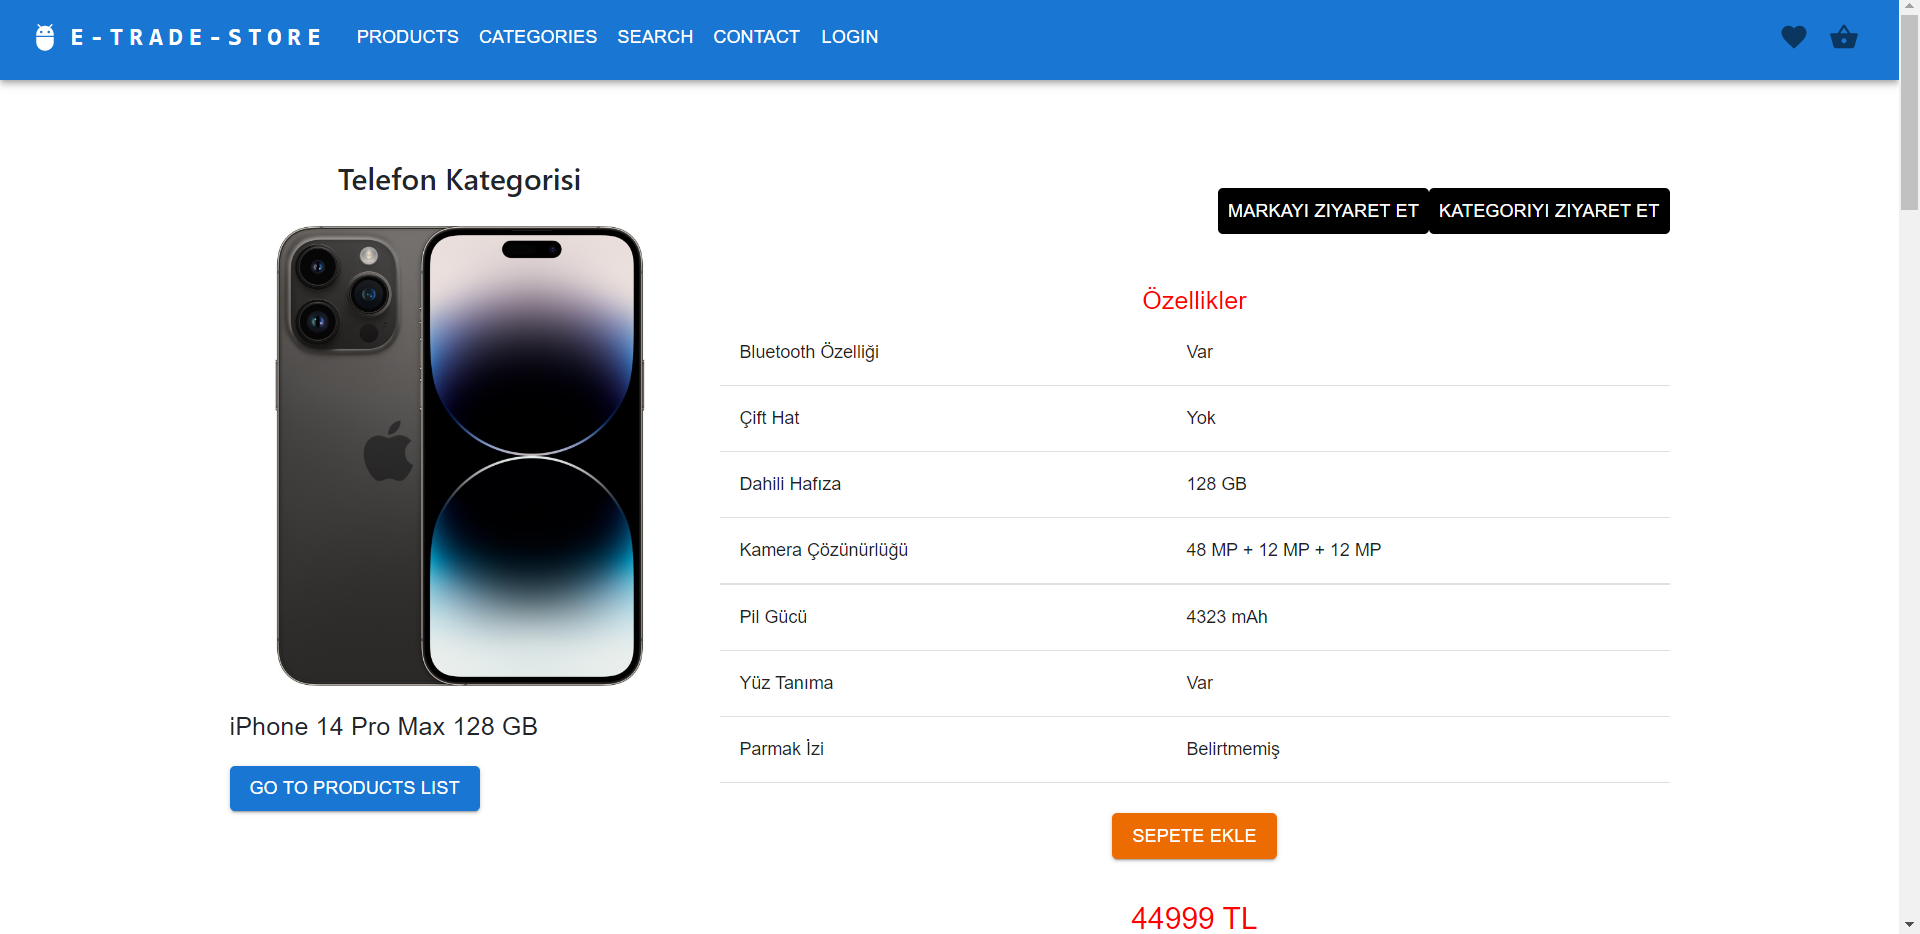 E-TRADE-STORE PRODUCTS CATEGORIES SEARCH CONTACT LOGIN
Telefon Kategorisi
MARKAYI ZIYARET ET KATEGORIYI ZIYARET ET
Özellikler
Bluetooth Özelliği Var
Çift Hat Yok
Dahili Hafıza 128 GB
Kamera Çözünürlüğü 48 MP + 12 MP + 12 MP
Pil Gücü 4323 mAh
Yüz Tanıma Var
Parmak İzi Belirtmemiş
iPhone 14 Pro Max 128 GB
GO TO PRODUCTS LIST
SEPETE EKLE
44999 TL